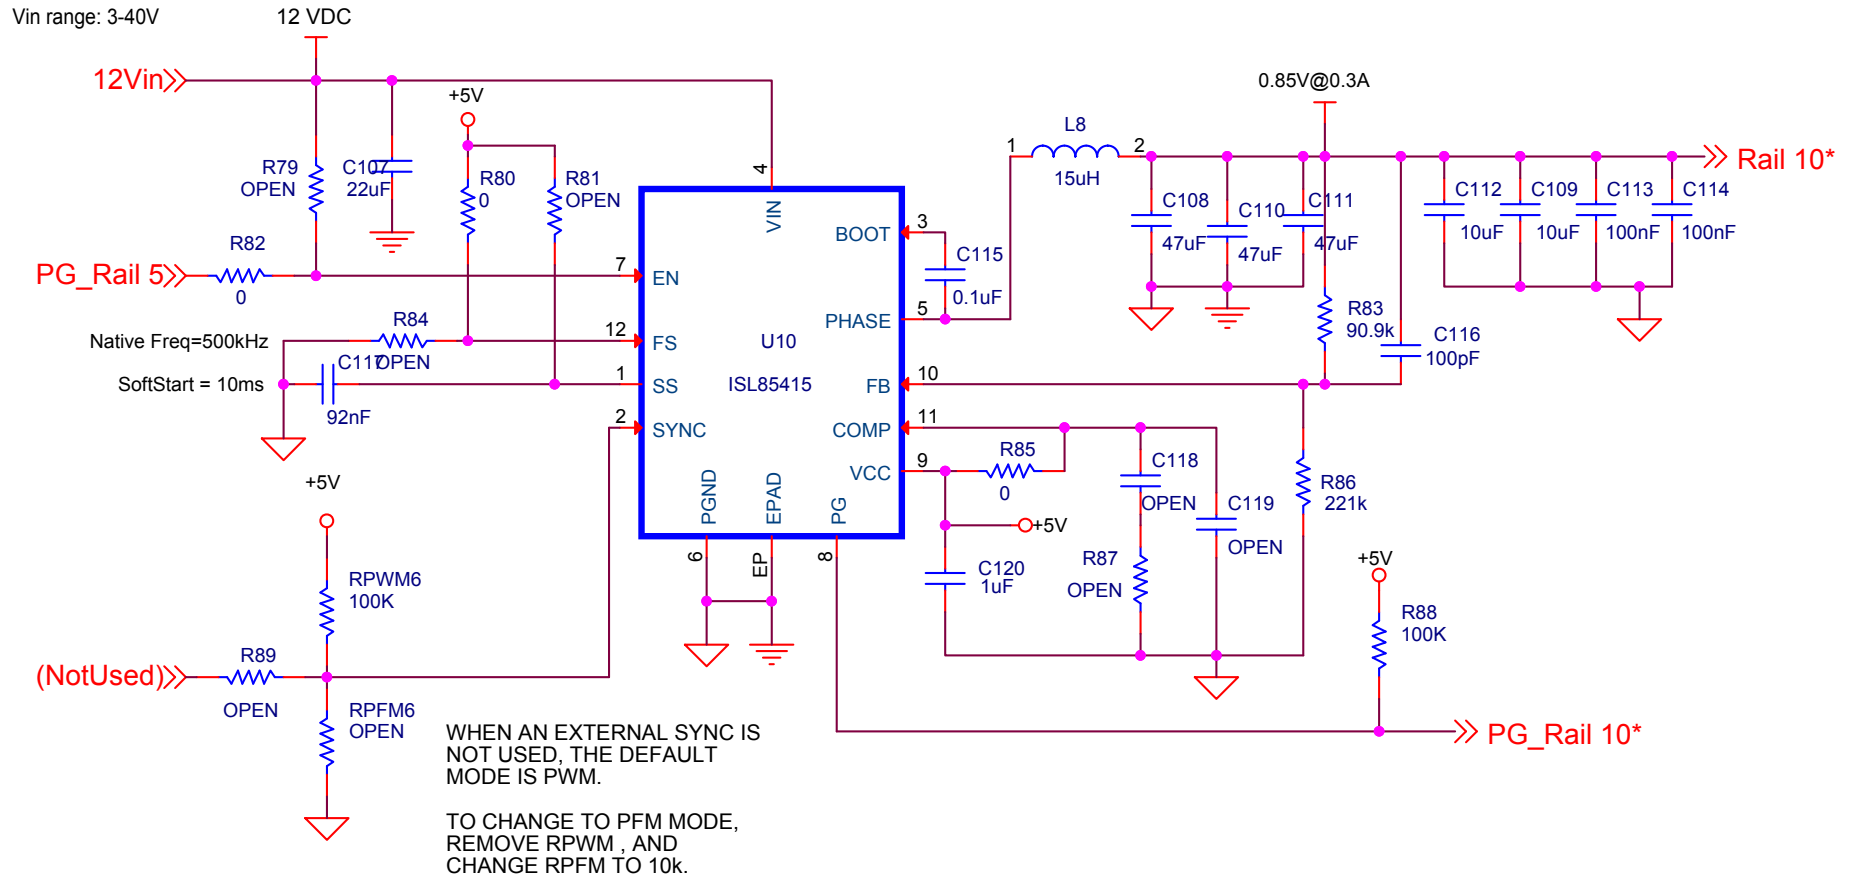 Vin range: 3-40V
12 VDC
12Vin
+5V
0.85V@0.3A
R79
OPEN
C107
22uF
R80
0
R81
OPEN
4
VIN
1
L8
2
15uH
Rail 10*
C108
47uF
C110
47uF
C111
47uF
C112
10uF
C109
10uF
C113
100nF
C114
100nF
R82
0
PG_Rail 5
7
EN
BOOT
3
C115
0.1uF
PHASE
5
R83
90.9k
C116
100pF
Native Freq=500kHz
R84
OPEN
12
FS
U10
ISL85415
SoftStart = 10ms
C117
92nF
1
SS
FB
10
2
SYNC
COMP
11
VCC
9
R85
0
C118
OPEN
C119
OPEN
R86
221k
PGND
EPAD
PG
6
EP
8
+5V
C120
1uF
R87
OPEN
+5V
RPWM6
100K
+5V
R88
100K
(NotUsed)
R89
OPEN
RPFM6
OPEN
PG_Rail 10*
WHEN AN EXTERNAL SYNC IS
NOT USED, THE DEFAULT
MODE IS PWM.
TO CHANGE TO PFM MODE,
REMOVE RPWM , AND
CHANGE RPFM TO 10k.